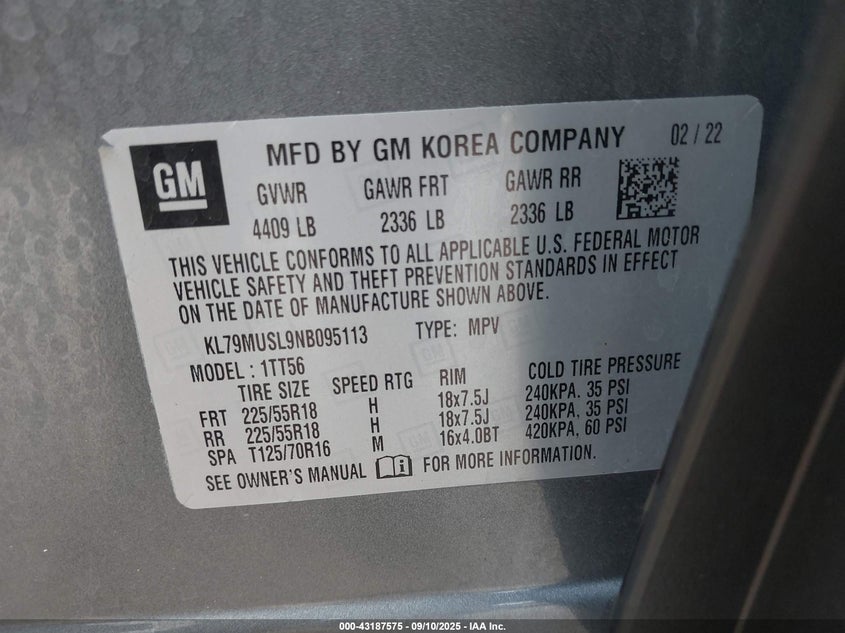 GM
MFD BY GM KOREA COMPANY 02 / 22
GVWR GAWR FRT GAWR RR
4409 LB 2336 LB 2336 LB
THIS VEHICLE CONFORMS TO ALL APPLICABLE U.S. FEDERAL MOTOR
VEHICLE SAFETY AND THEFT PREVENTION STANDARDS IN EFFECT
ON THE DATE OF MANUFACTURE SHOWN ABOVE.
KL79MUSL9NB095113 TYPE: MPV
MODEL : 1TT56
TIRE SIZE SPEED RTG RIM COLD TIRE PRESSURE
FRT 225/55R18 H 18x7.5J 240KPA, 35 PSI
RR 225/55R18 H 18x7.5J 240KPA, 35 PSI
SPA T125/70R16 M 16x4.0BT 420KPA, 60 PSI
SEE OWNER'S MANUAL FOR MORE INFORMATION.
000-43187575 - 09/10/2025 - IAA Inc.